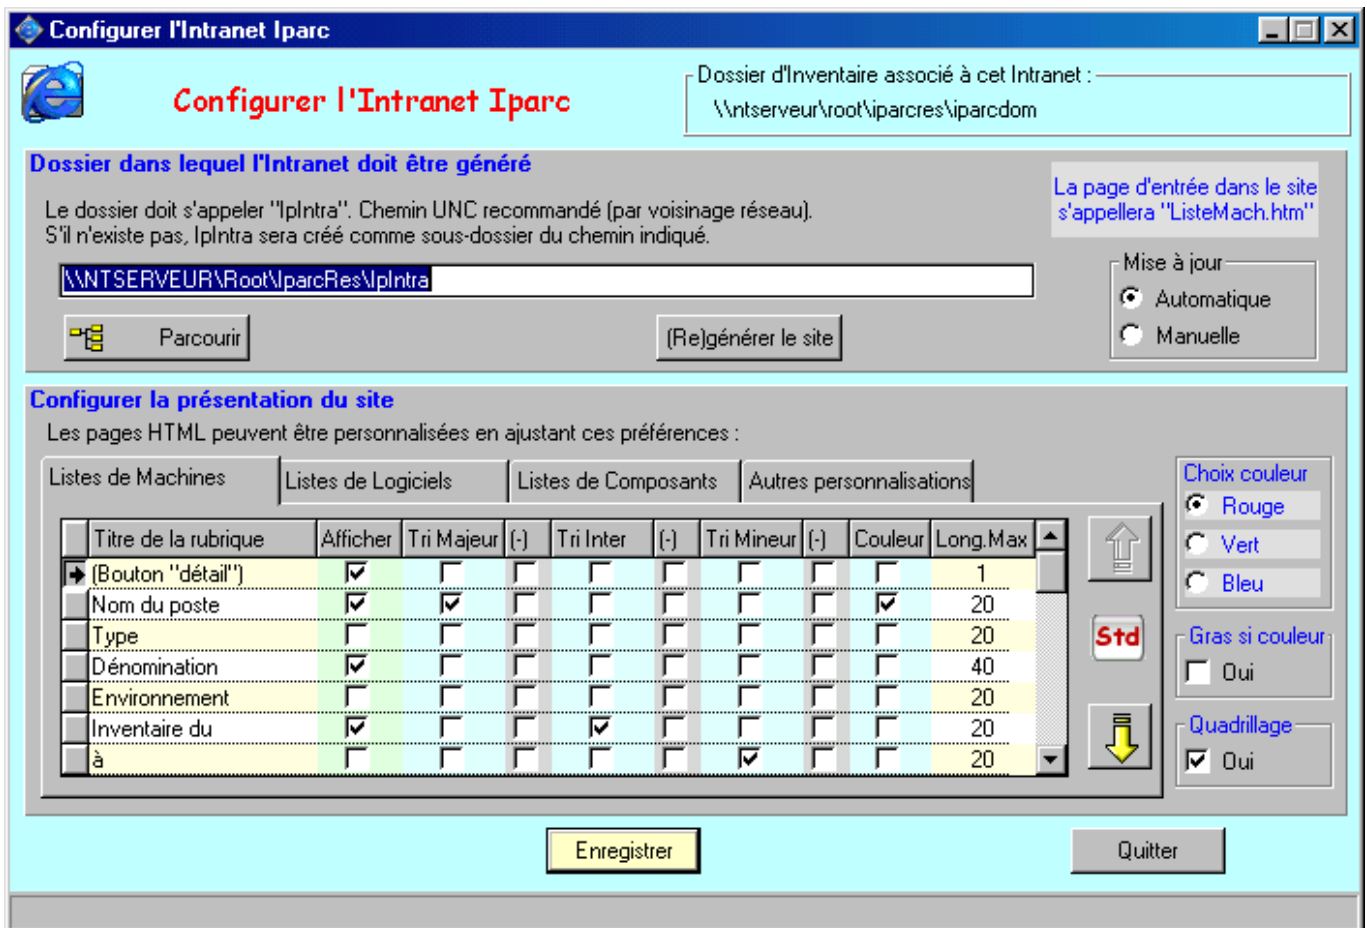 Configurer l'Intranet Iparc
Configurer l'Intranet Iparc
Dossier d'Inventaire associé à cet Intranet :
\\ntserveur\root\iparcres\iparcdom
Dossier dans lequel l'Intranet doit être généré
La page d'entrée dans le site
s'appellera "ListeMach.htm"
Le dossier doit s'appeler "IpIntra". Chemin UNC recommandé (par voisinage réseau).
S'il n'existe pas, IpIntra sera créé comme sous-dossier du chemin indiqué.
\\NTSERVEUR\Root\IparcRes\IpIntra
Mise à jour
Automatique
Manuelle
Parcourir
(Re)générer le site
Configurer la présentation du site
Les pages HTML peuvent être personnalisées en ajustant ces préférences :
Listes de Machines Listes de Logiciels Listes de Composants Autres personnalisations
Titre de la rubrique Afficher Tri Majeur (-) Tri Inter (-) Tri Mineur (-) Couleur Long.Max
(Bouton "détail") 1
Nom du poste 20
Type 20
Dénomination 40
Environnement 20
Inventaire du 20
à 20
Std
Choix couleur
Rouge
Vert
Bleu
Gras si couleur
Oui
Quadrillage
Oui
Enregistrer
Quitter